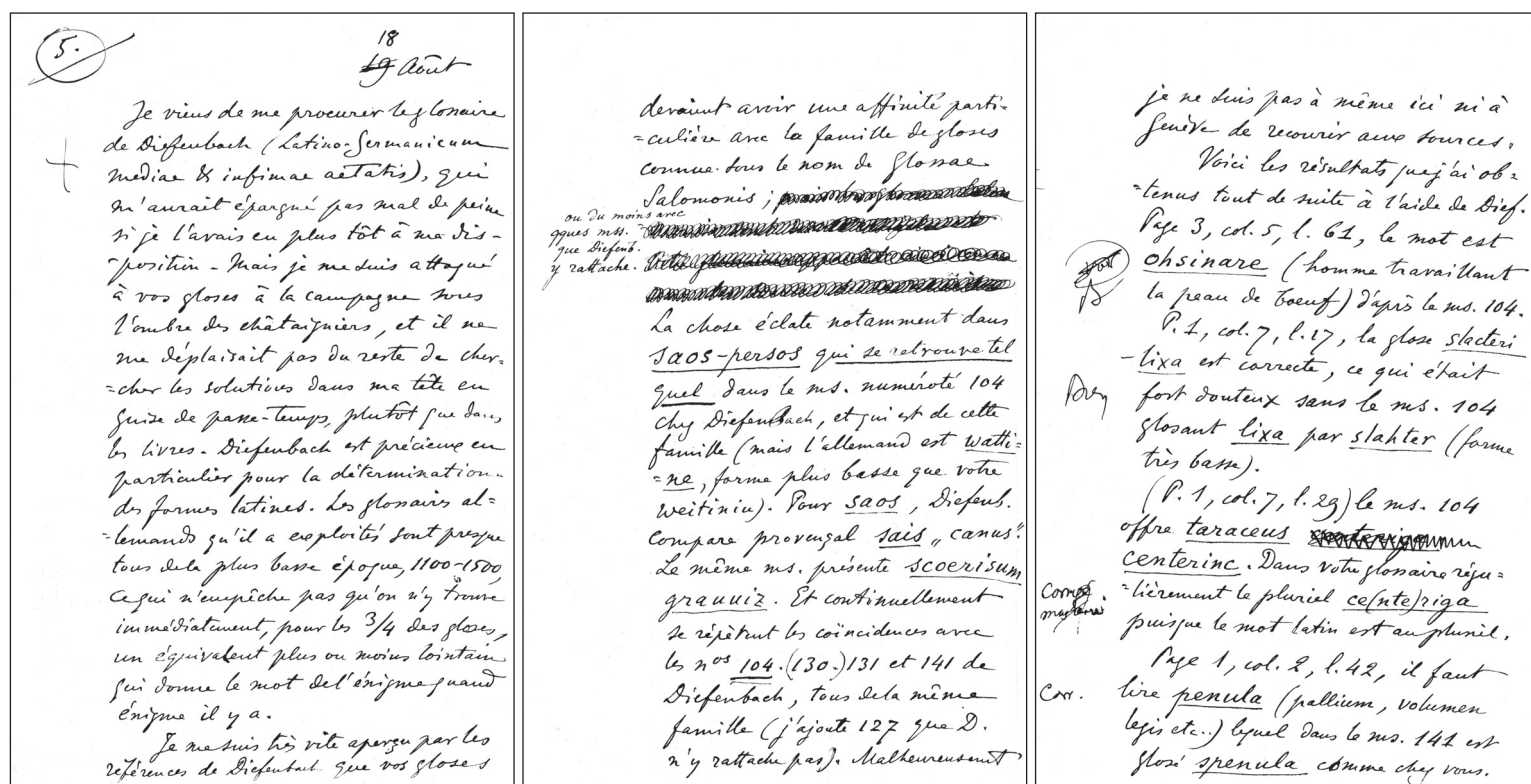 5.
18
19 Août
Je viens de me procurer le glossaire
de Diefenbach (Latino-Germanicum
mediae & infimae aetatis), qui
m'aurait épargné pas mal de peine
si je l'avais eu plus tôt à ma dis-
-position. Mais je me suis attaqué
à vos gloses à la campagne sous
l'ombre des châtaigniers, et il ne
me déplaisait pas du reste de cher=
=cher les solutions dans ma tête en
guise de passe-temps, plutôt que dans
les livres. Diefenbach est précieux en
particulier pour la détermination
des formes latines. Les glossaires al-
-lemands qu'il a exploités sont presque
tous de la plus basse époque, 1100-1500,
ce qui n'empêche pas qu'on n'y trouve
immédiatement, pour les 3/4 des gloses,
un équivalent plus ou moins lointain
qui donne le mot de l'énigme quand
énigme il y a.
Je me suis très vite aperçu par les
références de Diefenbach que vos gloses
devaient avoir une affinité parti=
=culière avec la famille de gloses
connue sous le nom de Glossae
Salomonis;
ou du moins avec
qques mss.
que Diefenb.
y rattache.
La chose éclate notamment dans
saos-persos qui se retrouve tel
quel dans le ms. numéroté 104
chez Diefenbach, et qui est de cette
famille (mais l'allemand est watti=
=ne, forme plus basse que votre
weitiniu). Pour saos, Diefenb.
compare provençal sais „canus".
Le même ms. présente scoerisum
grauuiz. Et continuellement
se répètent les coïncidences avec
les nos 104.(130.)131 et 141 de
Diefenbach, tous de la même
famille (j'ajoute 127 que D.
n'y rattache pas). Malheureusement
je ne suis pas à même ici ni à
Genève de recourir aux sources.
Voici les résultats que j'ai ob=
=tenus tout de suite à l'aide de Dief.
Page 3, col. 5, l. 61, le mot est
ohsinare (homme travaillant
la peau de boeuf) d'après le ms. 104.
P. 1, col. 7, l. 17, la glose slacteri
-lixa est correcte, ce qui était
fort douteux sans le ms. 104
glosant lixa par slahter (forme
très basse).
(P. 1, col. 7, l. 29) le ms. 104
offre taraceus
centerinc. Dans votre glossaire régu=
-lièrement le pluriel ce(nte)riga
puisque le mot latin est au pluriel.
Page 1, col. 2, l. 42, il faut
Corr.
lire penula (pallium, volumen
legis etc..) lequel dans le ms. 141 est
glosé spenula comme chez vous.